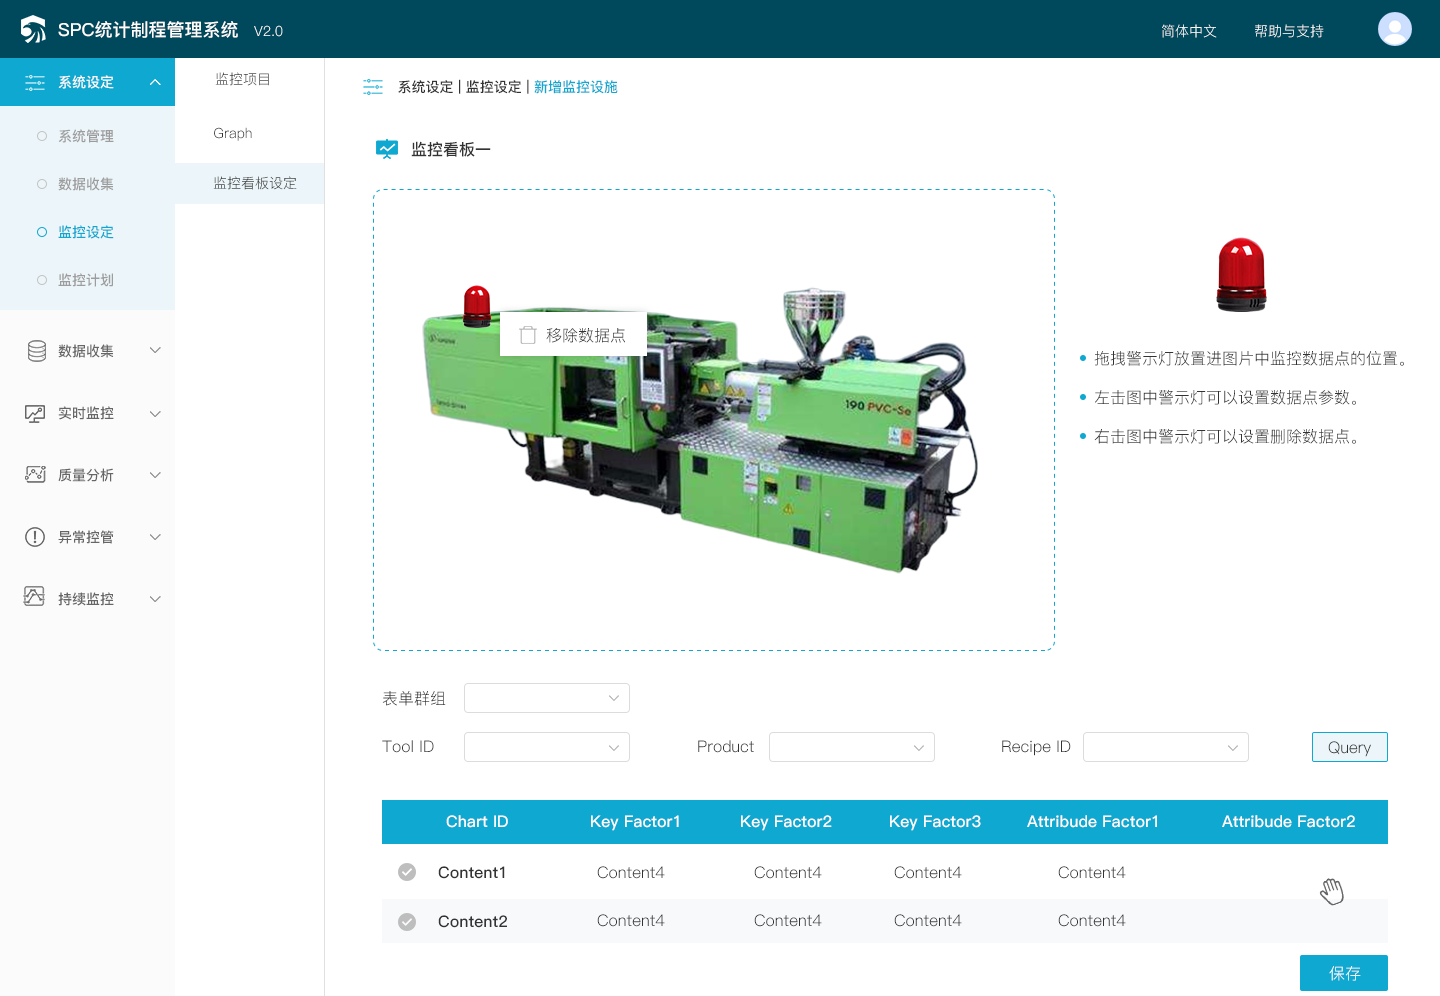 SPC统计制程管理系统 V2.0
简体中文 帮助与支持
系统设定
系统管理
数据收集
监控设定
监控计划
数据收集
实时监控
质量分析
异常控管
持续监控
监控项目
Graph
监控看板设定
系统设定 | 监控设定 | 新增监控设施
监控看板一
移除数据点
190 PVC-Se
拖拽警示灯放置进图片中监控数据点的位置。
左击图中警示灯可以设置数据点参数。
右击图中警示灯可以设置删除数据点。
表单群组
Tool ID Product Recipe ID Query
Chart ID Key Factor1 Key Factor2 Key Factor3 Attribude Factor1 Attribude Factor2
Content1 Content4 Content4 Content4 Content4
Content2 Content4 Content4 Content4 Content4
保存